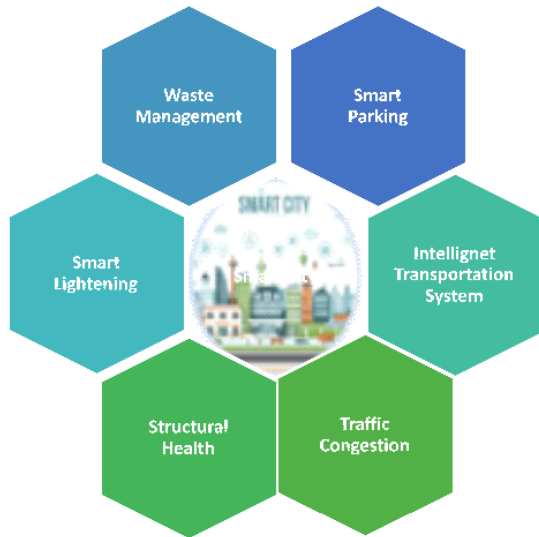 Waste
Management
Smart
Parking
SMART CITY
Smart
Lightening
Intellignet
Transportation
System
Structural
Health
Traffic
Congestion